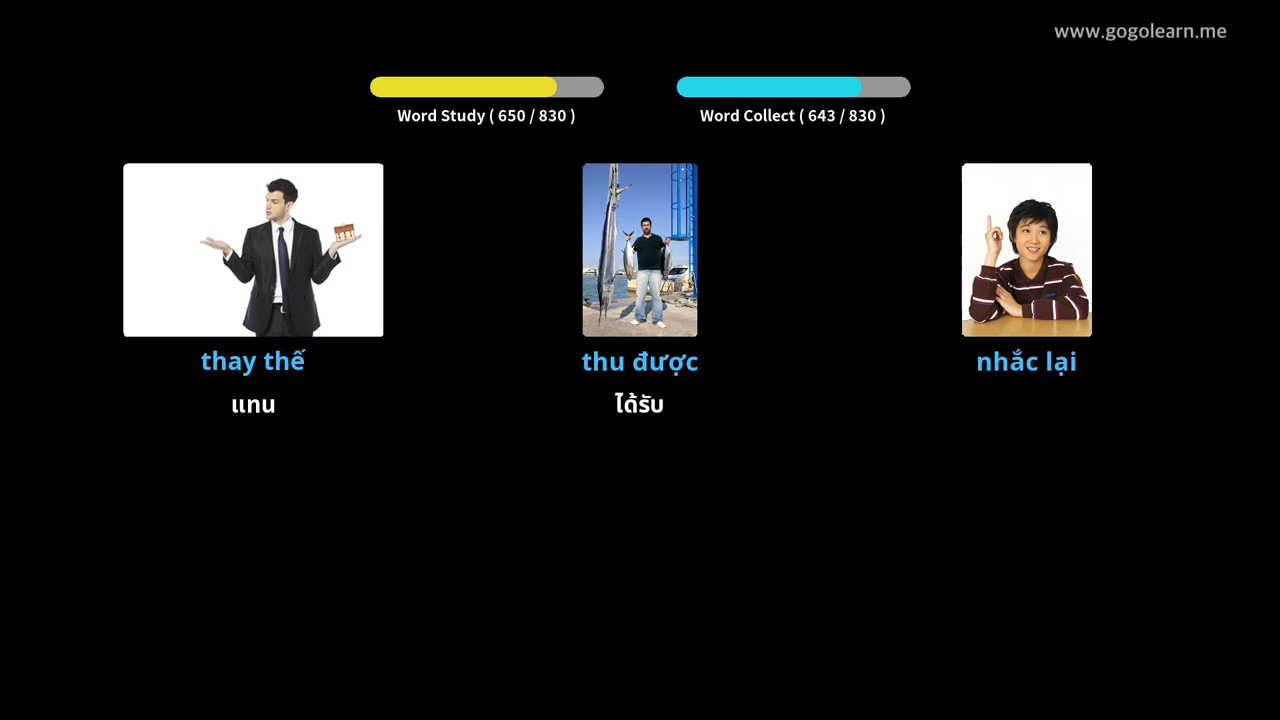 www.gogolearn.me
Word Study ( 650 / 830 )
Word Collect ( 643 / 830 )
thay thế
thu được
nhắc lại
แทน
ได้รับ